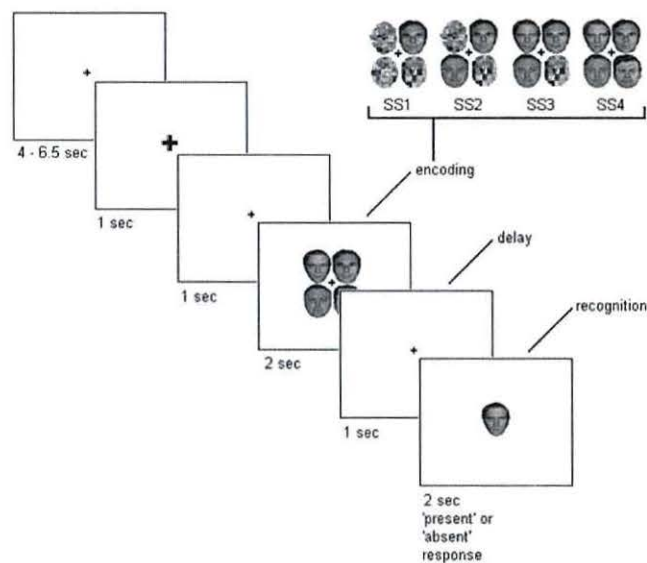 SS1 SS2 SS3 SS4
4 - 6.5 sec
encoding
1 sec
delay
1 sec
recognition
2 sec
1 sec
2 sec
'present' or
'absent'
response